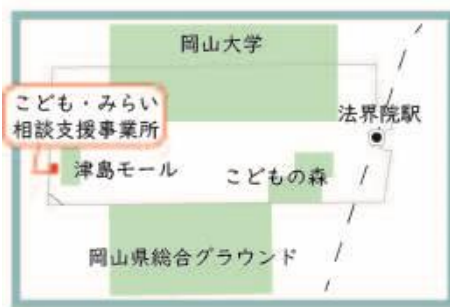 岡山大学
こども・みらい
相談支援事業所
法界院駅
津島モール
こどもの森
岡山県総合グラウンド